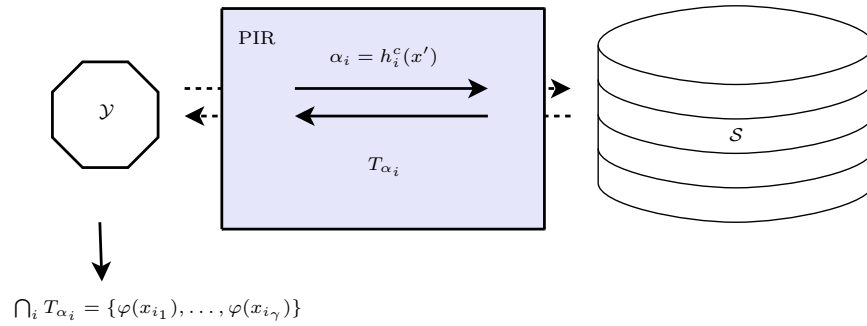 PIR
αᵢ = hᵢᶜ(x′)
𝒴
𝒮
T_{αᵢ}
⋂ᵢ T_{αᵢ} = {φ(x_{i₁}), . . . , φ(x_{i_γ})}